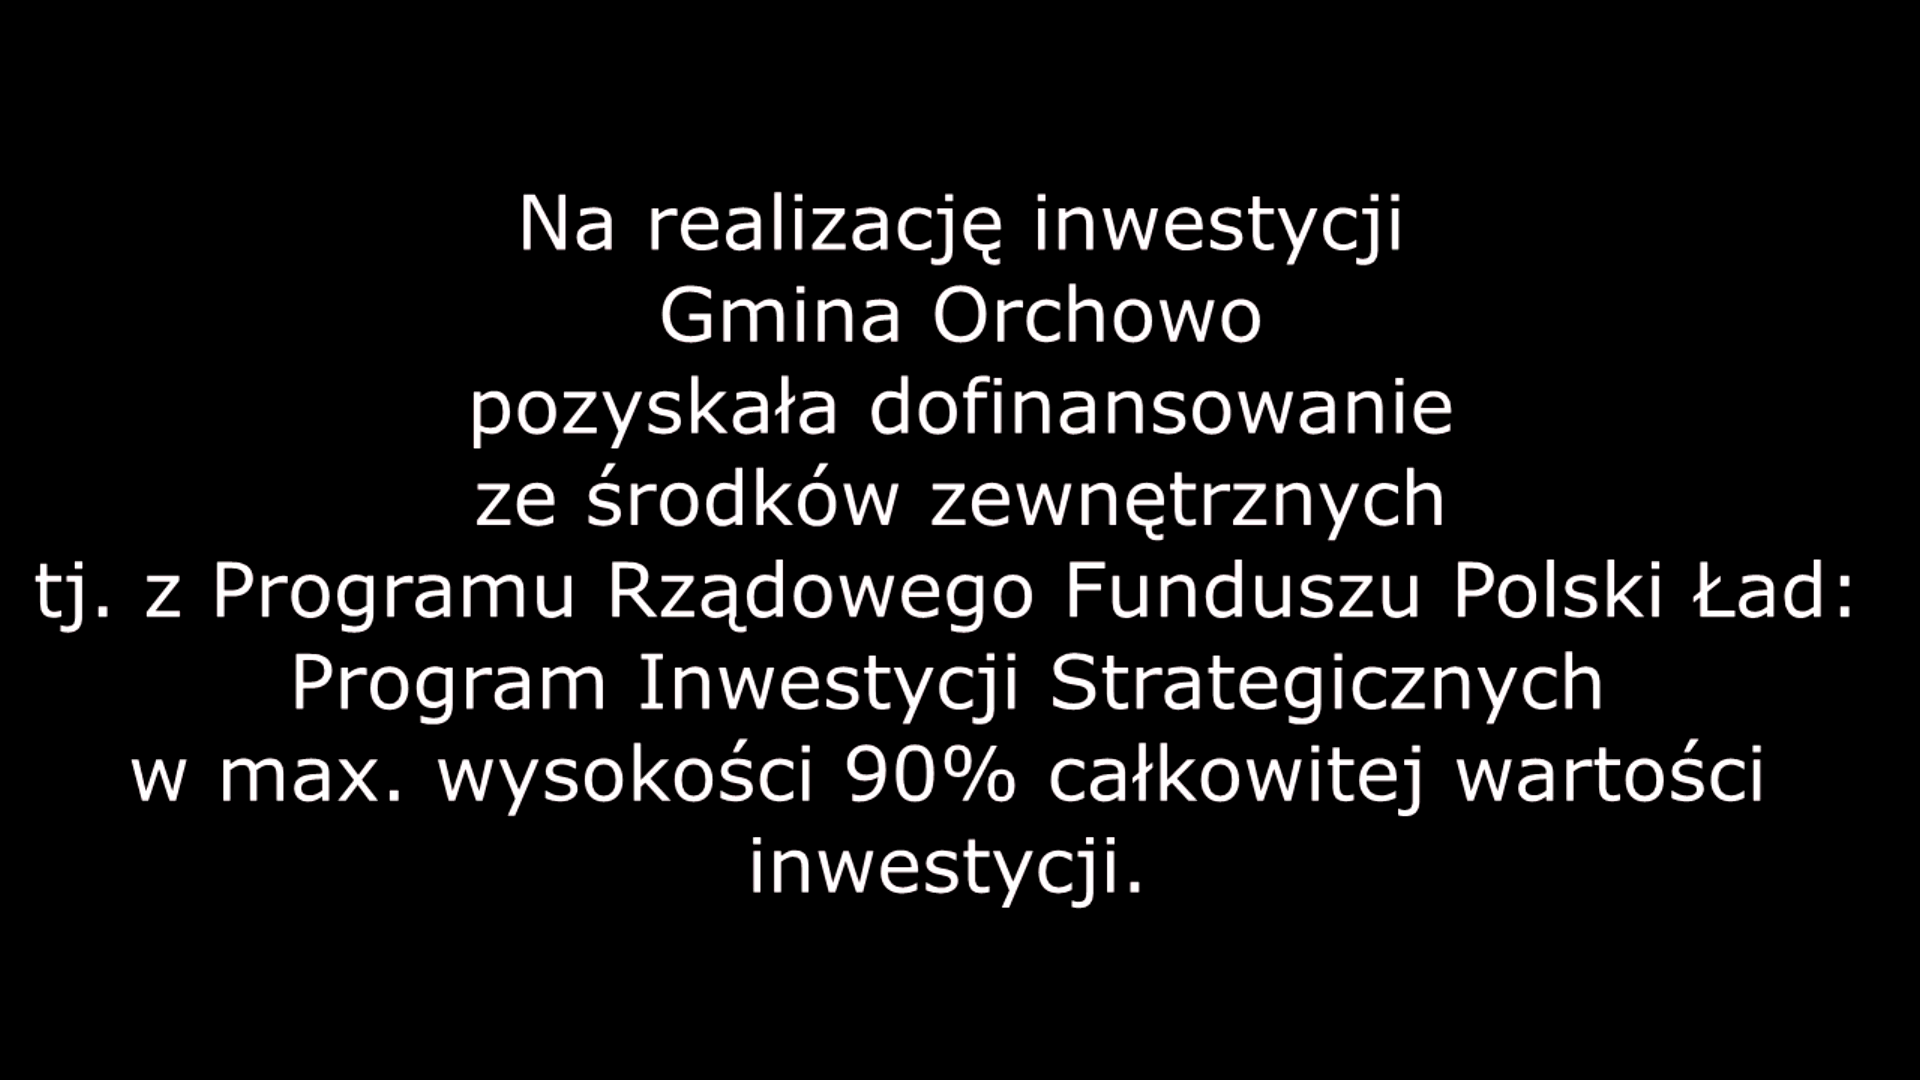 Na realizację inwestycji
Gmina Orchowo
pozyskała dofinansowanie
ze środków zewnętrznych
tj. z Programu Rządowego Funduszu Polski Ład:
Program Inwestycji Strategicznych
w max. wysokości 90% całkowitej wartości
inwestycji.